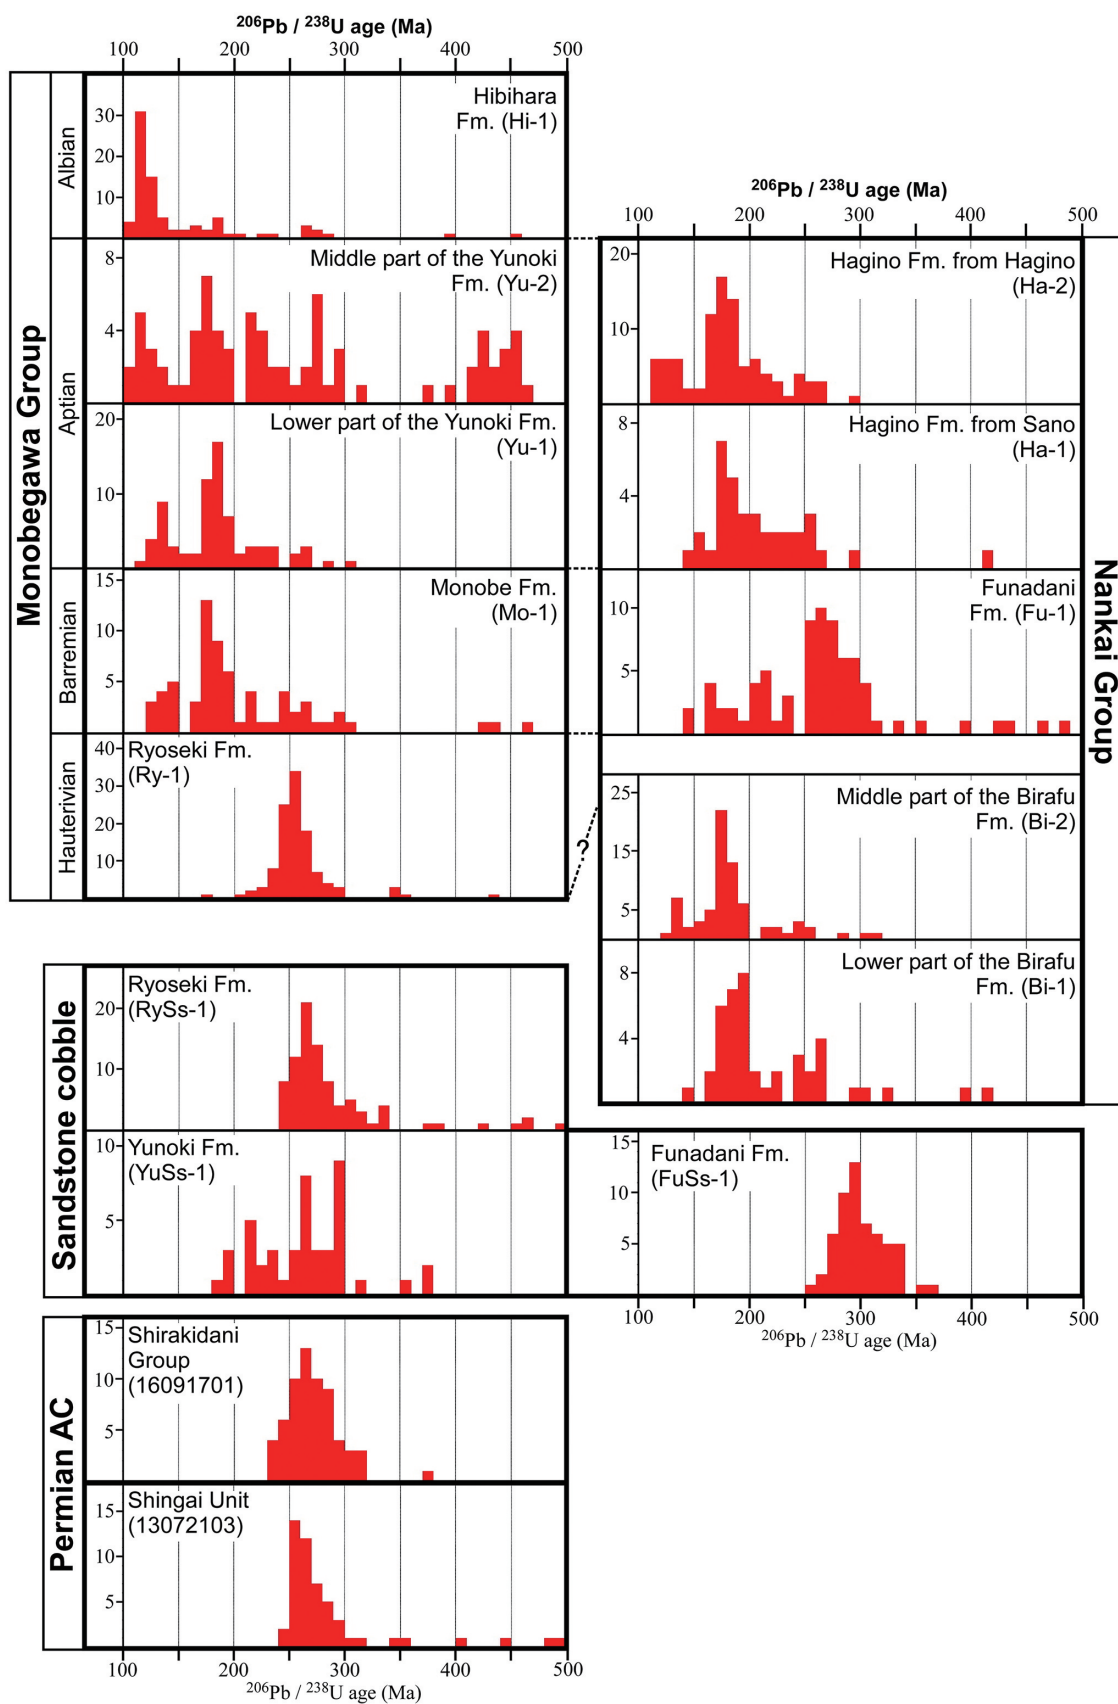 206Pb / 238U age (Ma)
100 200 300 400 500
Monobegawa Group
Albian
30
20
10
Hibihara
Fm. (Hi-1)
Aptian
8
4
Middle part of the Yunoki
Fm. (Yu-2)
20
10
Lower part of the Yunoki Fm.
(Yu-1)
Barremian
15
10
5
Monobe Fm.
(Mo-1)
Hauterivian
40
30
20
10
Ryoseki Fm.
(Ry-1)
?
206Pb / 238U age (Ma)
100 200 300 400 500
Nankai Group
20
10
Hagino Fm. from Hagino
(Ha-2)
8
4
Hagino Fm. from Sano
(Ha-1)
10
5
Funadani
Fm. (Fu-1)
25
15
5
Middle part of the Birafu
Fm. (Bi-2)
8
4
Lower part of the Birafu
Fm. (Bi-1)
Sandstone cobble
20
10
Ryoseki Fm.
(RySs-1)
10
5
Yunoki Fm.
(YuSs-1)
15
10
5
Funadani Fm.
(FuSs-1)
100 200 300 400 500
206Pb / 238U age (Ma)
Permian AC
15
10
5
Shirakidani
Group
(16091701)
15
10
5
Shingai Unit
(13072103)
100 200 300 400 500
206Pb / 238U age (Ma)